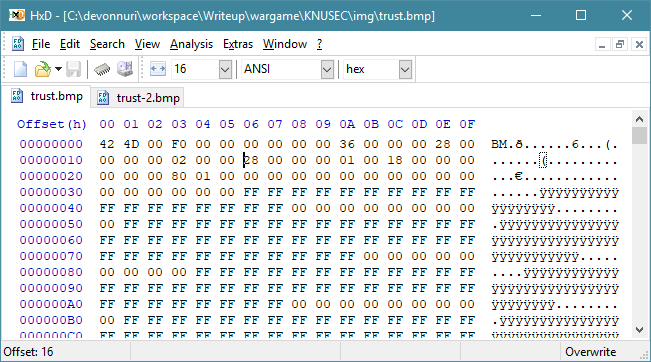 HxD - [C:\devonnuri\workspace\Writeup\wargame\KNUSEC\img\trust.bmp]
File Edit Search View Analysis Extras Window ?
16 ANSI hex
trust.bmp trust-2.bmp
Offset(h) 00 01 02 03 04 05 06 07 08 09 0A 0B 0C 0D 0E 0F
00000000 42 4D 00 F0 00 00 00 00 00 00 36 00 00 00 28 00 BM.ð......6...(.
00000010 00 00 00 02 00 00 28 00 00 00 01 00 18 00 00 00 ......(.........
00000020 00 00 00 80 01 00 00 00 00 00 00 00 00 00 00 00 ...€............
00000030 00 00 00 00 00 00 FF FF FF FF FF FF FF FF FF FF ......ÿÿÿÿÿÿÿÿÿÿ
00000040 FF FF FF FF FF FF FF FF 00 00 00 00 00 00 00 00 ÿÿÿÿÿÿÿÿ........
00000050 00 FF FF FF FF FF FF FF FF FF FF FF FF FF FF FF .ÿÿÿÿÿÿÿÿÿÿÿÿÿÿÿ
00000060 FF FF FF FF FF FF FF FF FF FF FF FF FF FF FF FF ÿÿÿÿÿÿÿÿÿÿÿÿÿÿÿÿ
00000070 FF FF FF FF FF FF FF FF FF FF FF 00 00 00 00 00 ÿÿÿÿÿÿÿÿÿÿÿ.....
00000080 00 00 00 00 FF FF FF FF FF FF FF FF FF FF FF FF ....ÿÿÿÿÿÿÿÿÿÿÿÿ
00000090 FF FF FF FF FF FF FF FF FF FF FF FF FF FF FF FF ÿÿÿÿÿÿÿÿÿÿÿÿÿÿÿÿ
000000A0 FF FF FF FF FF FF FF FF 00 00 00 00 00 00 00 00 ÿÿÿÿÿÿÿÿ........
000000B0 00 FF FF FF FF FF FF FF FF FF FF FF FF FF FF FF .ÿÿÿÿÿÿÿÿÿÿÿÿÿÿÿ
000000C0 FF FF FF FF FF FF FF FF FF FF FF FF FF FF FF FF ÿÿÿÿÿÿÿÿÿÿÿÿÿÿÿÿ
Offset: 16 Overwrite